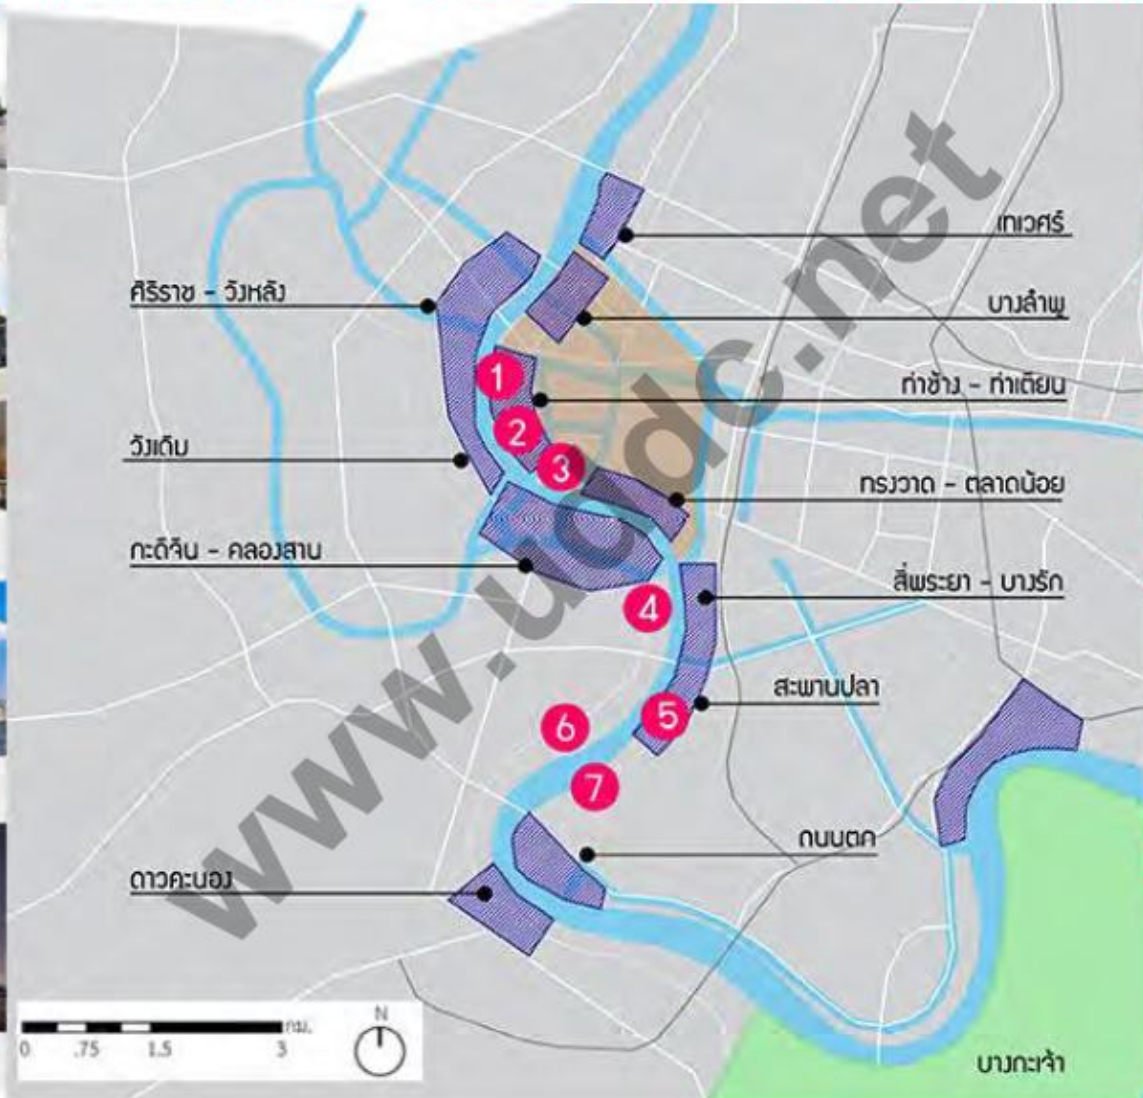 เทเวศร์
ศิริราช - วังหลัง
บางลำพู
ท่าช้าง - ท่าเตียน
1
2
วังเดิม
3
ทรงวาด - ตลาดน้อย
กะดีจีน - คลองสาน
สี่พระยา - บางรัก
4
สะพานปลา
5
6
7
ถนนตก
ดาวคะนอง
กม.
N
0 .75 1.5 3
บางกะเจ้า
www.uddc.net